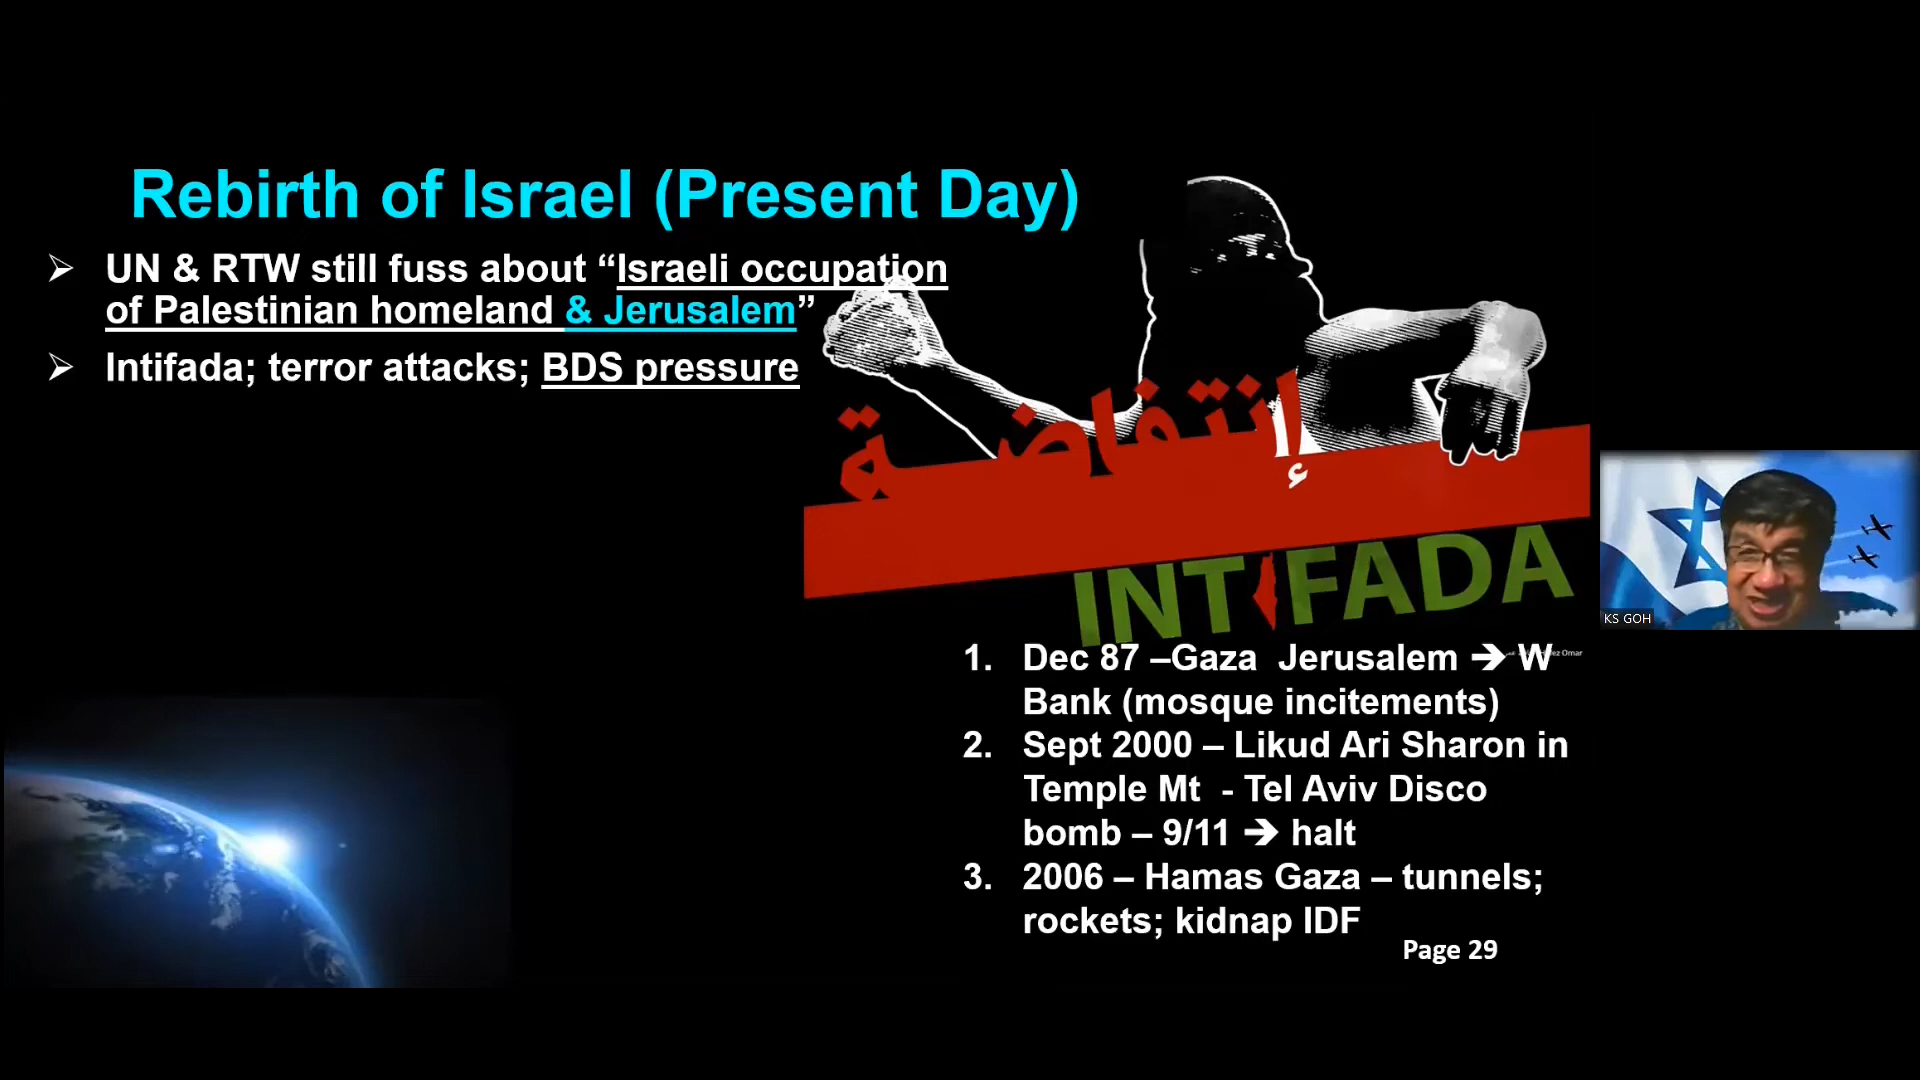 Rebirth of Israel (Present Day)
➢ UN & RTW still fuss about “Israeli occupation
of Palestinian homeland & Jerusalem”
➢ Intifada; terror attacks; BDS pressure
إنتفاضة
INTIFADA
KS GOH
1. Dec 87 –Gaza Jerusalem ➔ W
Omar
Bank (mosque incitements)
2. Sept 2000 – Likud Ari Sharon in
Temple Mt - Tel Aviv Disco
bomb – 9/11 ➔ halt
3. 2006 – Hamas Gaza – tunnels;
rockets; kidnap IDF
Page 29